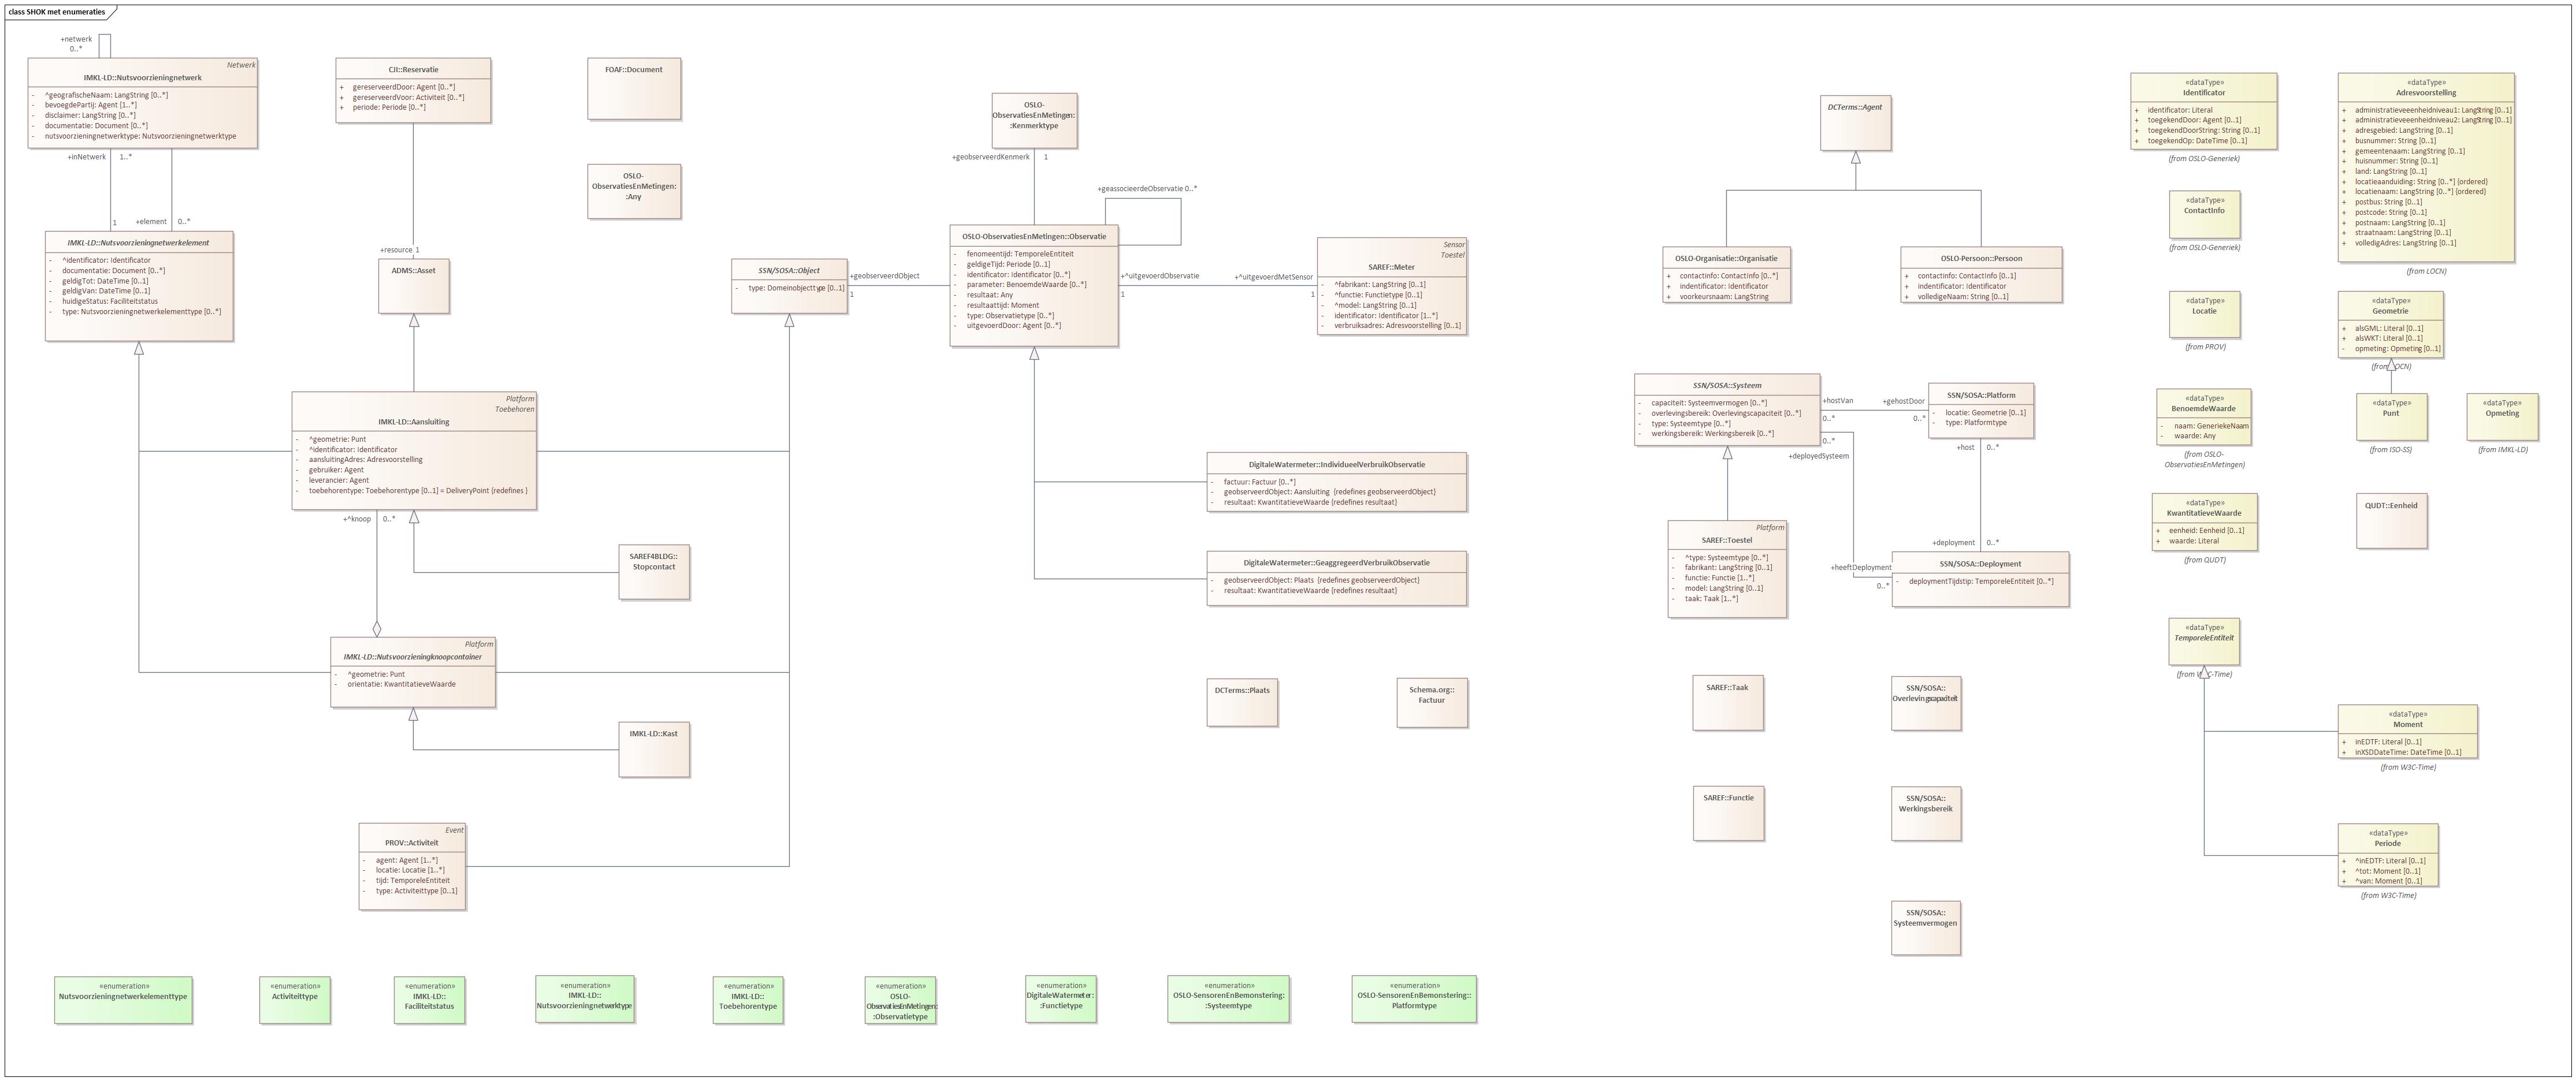 class SHOK met enumeraties
+netwerk
0..*
Netwerk
IMKL-LD::Nutsvoorzieningnetwerk
- ^geografischeNaam: LangString [0..*]
- bevoegdePartij: Agent [1..*]
- disclaimer: LangString [0..*]
- documentatie: Document [0..*]
- nutsvoorzieningnetwerktype: Nutsvoorzieningnetwerktype
+inNetwerk 1..*
1 +element 0..*
IMKL-LD::Nutsvoorzieningnetwerkelement
- ^identificator: Identificator
- documentatie: Document [0..*]
- geldigTot: DateTime [0..1]
- geldigVan: DateTime [0..1]
- huidigeStatus: Faciliteitstatus
- type: Nutsvoorzieningnetwerkelementtype [0..*]
CJI::Reservatie
+ gereserveerdDoor: Agent [0..*]
+ gereserveerdVoor: Activiteit [0..*]
+ periode: Periode [0..*]
+resource 1
ADMS::Asset
Platform
Toebehoren
IMKL-LD::Aansluiting
- ^geometrie: Punt
- ^identificator: Identificator
- aansluitingAdres: Adresvoorstelling
- gebruiker: Agent
- leverancier: Agent
- toebehorentype: Toebehorentype [0..1] = DeliveryPoint {redefines }
+^knoop 0..*
SAREF4BLDG::
Stopcontact
Platform
IMKL-LD::Nutsvoorzieningknoopcontainer
- ^geometrie: Punt
- orientatie: KwantitatieveWaarde
IMKL-LD::Kast
Event
PROV::Activiteit
- agent: Agent [1..*]
- locatie: Locatie [1..*]
- tijd: TemporeleEntiteit
- type: Activiteittype [0..1]
FOAF::Document
OSLO-
ObservatiesEnMetingen:
:Any
SSN/SOSA::Object
- type: Domeinobjecttype [0..1]
+geobserveerdObject
1
OSLO-
ObservatiesEnMetingen:
:Kenmerktype
+geobserveerdKenmerk 1
+geassocieerdeObservatie 0..*
OSLO-ObservatiesEnMetingen::Observatie
- fenomeentijd: TemporeleEntiteit
- geldigeTijd: Periode [0..1]
- identificator: Identificator [0..*]
- parameter: BenoemdeWaarde [0..*]
- resultaat: Any
- resultaattijd: Moment
- type: Observatietype [0..*]
- uitgevoerdDoor: Agent [0..*]
+^uitgevoerdObservatie +^uitgevoerdMetSensor
1 1
Sensor
Toestel
SAREF::Meter
- ^fabrikant: LangString [0..1]
- ^functie: Functietype [0..1]
- ^model: LangString [0..1]
- identificator: Identificator [1..*]
- verbruiksadres: Adresvoorstelling [0..1]
DigitaleWatermeter::IndividueelVerbruikObservatie
- factuur: Factuur [0..*]
- geobserveerdObject: Aansluiting {redefines geobserveerdObject}
- resultaat: KwantitatieveWaarde {redefines resultaat}
DigitaleWatermeter::GeaggregeerdVerbruikObservatie
- geobserveerdObject: Plaats {redefines geobserveerdObject}
- resultaat: KwantitatieveWaarde {redefines resultaat}
DCTerms::Plaats
Schema.org::
Factuur
DCTerms::Agent
OSLO-Organisatie::Organisatie
+ contactinfo: ContactInfo [0..*]
+ indentificator: Identificator
+ voorkeursnaam: LangString
OSLO-Persoon::Persoon
+ contactinfo: ContactInfo [0..1]
+ indentificator: Identificator
+ volledigeNaam: String [0..1]
SSN/SOSA::Systeem
- capaciteit: Systeemvermogen [0..*]
- overlevingsbereik: Overlevingscapaciteit [0..*]
- type: Systeemtype [0..*]
- werkingsbereik: Werkingsbereik [0..*]
+hostVan +gehostDoor
0..* 0..*
SSN/SOSA::Platform
- locatie: Geometrie [0..1]
- type: Platformtype
0..*
+deployedSysteem
+host 0..*
Platform
SAREF::Toestel
- ^type: Systeemtype [0..*]
- fabrikant: LangString [0..1]
- functie: Functie [1..*]
- model: LangString [0..1]
- taak: Taak [1..*]
+deployment 0..*
+heeftDeployment
0..*
SSN/SOSA::Deployment
- deploymentTijdstip: TemporeleEntiteit [0..*]
SAREF::Taak
SSN/SOSA::
Overlevingscapaciteit
SAREF::Functie
SSN/SOSA::
Werkingsbereik
SSN/SOSA::
Systeemvermogen
«dataType»
Identificator
+ identificator: Literal
+ toegekendDoor: Agent [0..1]
+ toegekendDoorString: String [0..1]
+ toegekendOp: DateTime [0..1]
(from OSLO-Generiek)
«dataType»
ContactInfo
(from OSLO-Generiek)
«dataType»
Locatie
(from PROV)
«dataType»
BenoemdeWaarde
- naam: GeneriekeNaam
- waarde: Any
(from OSLO-
ObservatiesEnMetingen)
«dataType»
KwantitatieveWaarde
+ eenheid: Eenheid [0..1]
+ waarde: Literal
(from QUDT)
«dataType»
TemporeleEntiteit
(from W3C-Time)
«dataType»
Adresvoorstelling
+ administratieveeenheidniveau1: LangString [0..1]
+ administratieveeenheidniveau2: LangString [0..1]
+ adresgebied: LangString [0..1]
+ busnummer: String [0..1]
+ gemeentenaam: LangString [0..1]
+ huisnummer: String [0..1]
+ land: LangString [0..1]
+ locatieaanduiding: String [0..*] {ordered}
+ locatienaam: LangString [0..*] {ordered}
+ postbus: String [0..1]
+ postcode: String [0..1]
+ postnaam: LangString [0..1]
+ straatnaam: LangString [0..1]
+ volledigAdres: LangString [0..1]
(from LOCN)
«dataType»
Geometrie
+ alsGML: Literal [0..1]
+ alsWKT: Literal [0..1]
- opmeting: Opmeting [0..1]
(from LOCN)
«dataType»
Punt
(from ISO-SS)
«dataType»
Opmeting
(from IMKL-LD)
QUDT::Eenheid
«dataType»
Moment
+ inEDTF: Literal [0..1]
+ inXSDDateTime: DateTime [0..1]
(from W3C-Time)
«dataType»
Periode
+ ^inEDTF: Literal [0..1]
+ ^tot: Moment [0..1]
+ ^van: Moment [0..1]
(from W3C-Time)
«enumeration»
Nutsvoorzieningnetwerkelementtype
«enumeration»
Activiteittype
«enumeration»
IMKL-LD::
Faciliteitstatus
«enumeration»
IMKL-LD::
Nutsvoorzieningnetwerktype
«enumeration»
IMKL-LD::
Toebehorentype
«enumeration»
OSLO-
ObservatiesEnMetingen:
:Observatietype
«enumeration»
DigitaleWatermeter:
:Functietype
«enumeration»
OSLO-SensorenEnBemonstering:
:Systeemtype
«enumeration»
OSLO-SensorenEnBemonstering::
Platformtype